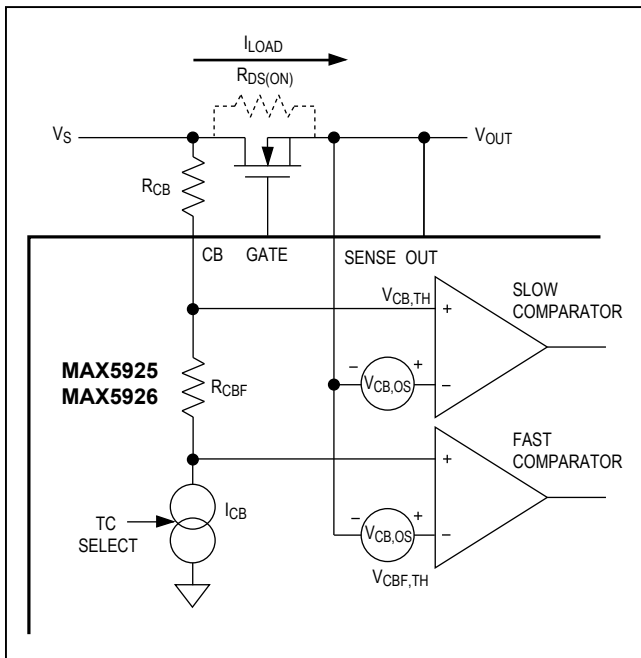 ILOAD
RDS(ON)
VS
VOUT
RCB
CB GATE SENSE OUT
VCB,TH
SLOW
COMPARATOR
+
MAX5925
MAX5926
RCBF
− +
VCB,OS
−
FAST
COMPARATOR
+
ICB
TC
SELECT
− +
VCB,OS
−
VCBF,TH